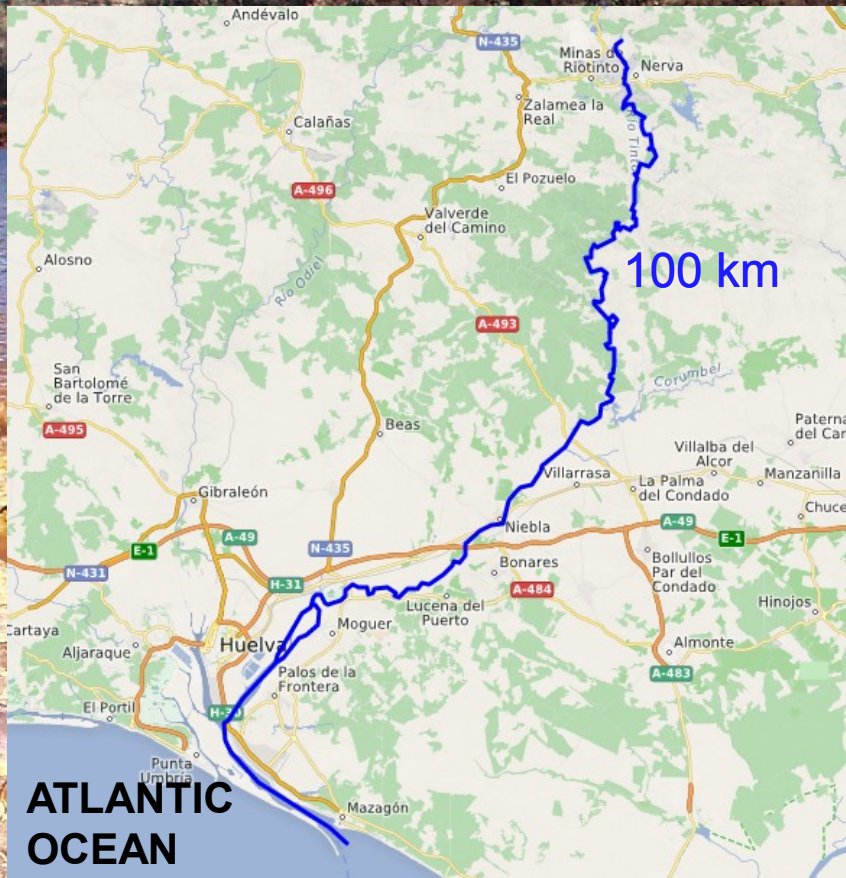 Andévalo
N-435
Minas d
Riotinto
Nerva
Zalamea la
Real
Calañas
A-496
El Pozuelo
Valverde
del Camino
Alosno
Río Odiel
100 km
A-493
San
Bartolomé
de la Torre
Corumbel
A-495
Beas
Paterna
del Car
Villalba del
Alcor
Villarrasa
La Palma
del Condado
Manzanilla
Gibraleón
Chuce
Niebla
A-49
E-1
A-49
N-435
E-1
N-431
H-31
Bonares
A-484
Bollullos
Par del
Condado
Lucena del
Puerto
Hinojos
Cartaya
Moguer
Aljaraque
Huelva
Almonte
Palos de la
Frontera
A-483
El Portil
H-30
Punta
Umbría
ATLANTIC
OCEAN
Mazagón